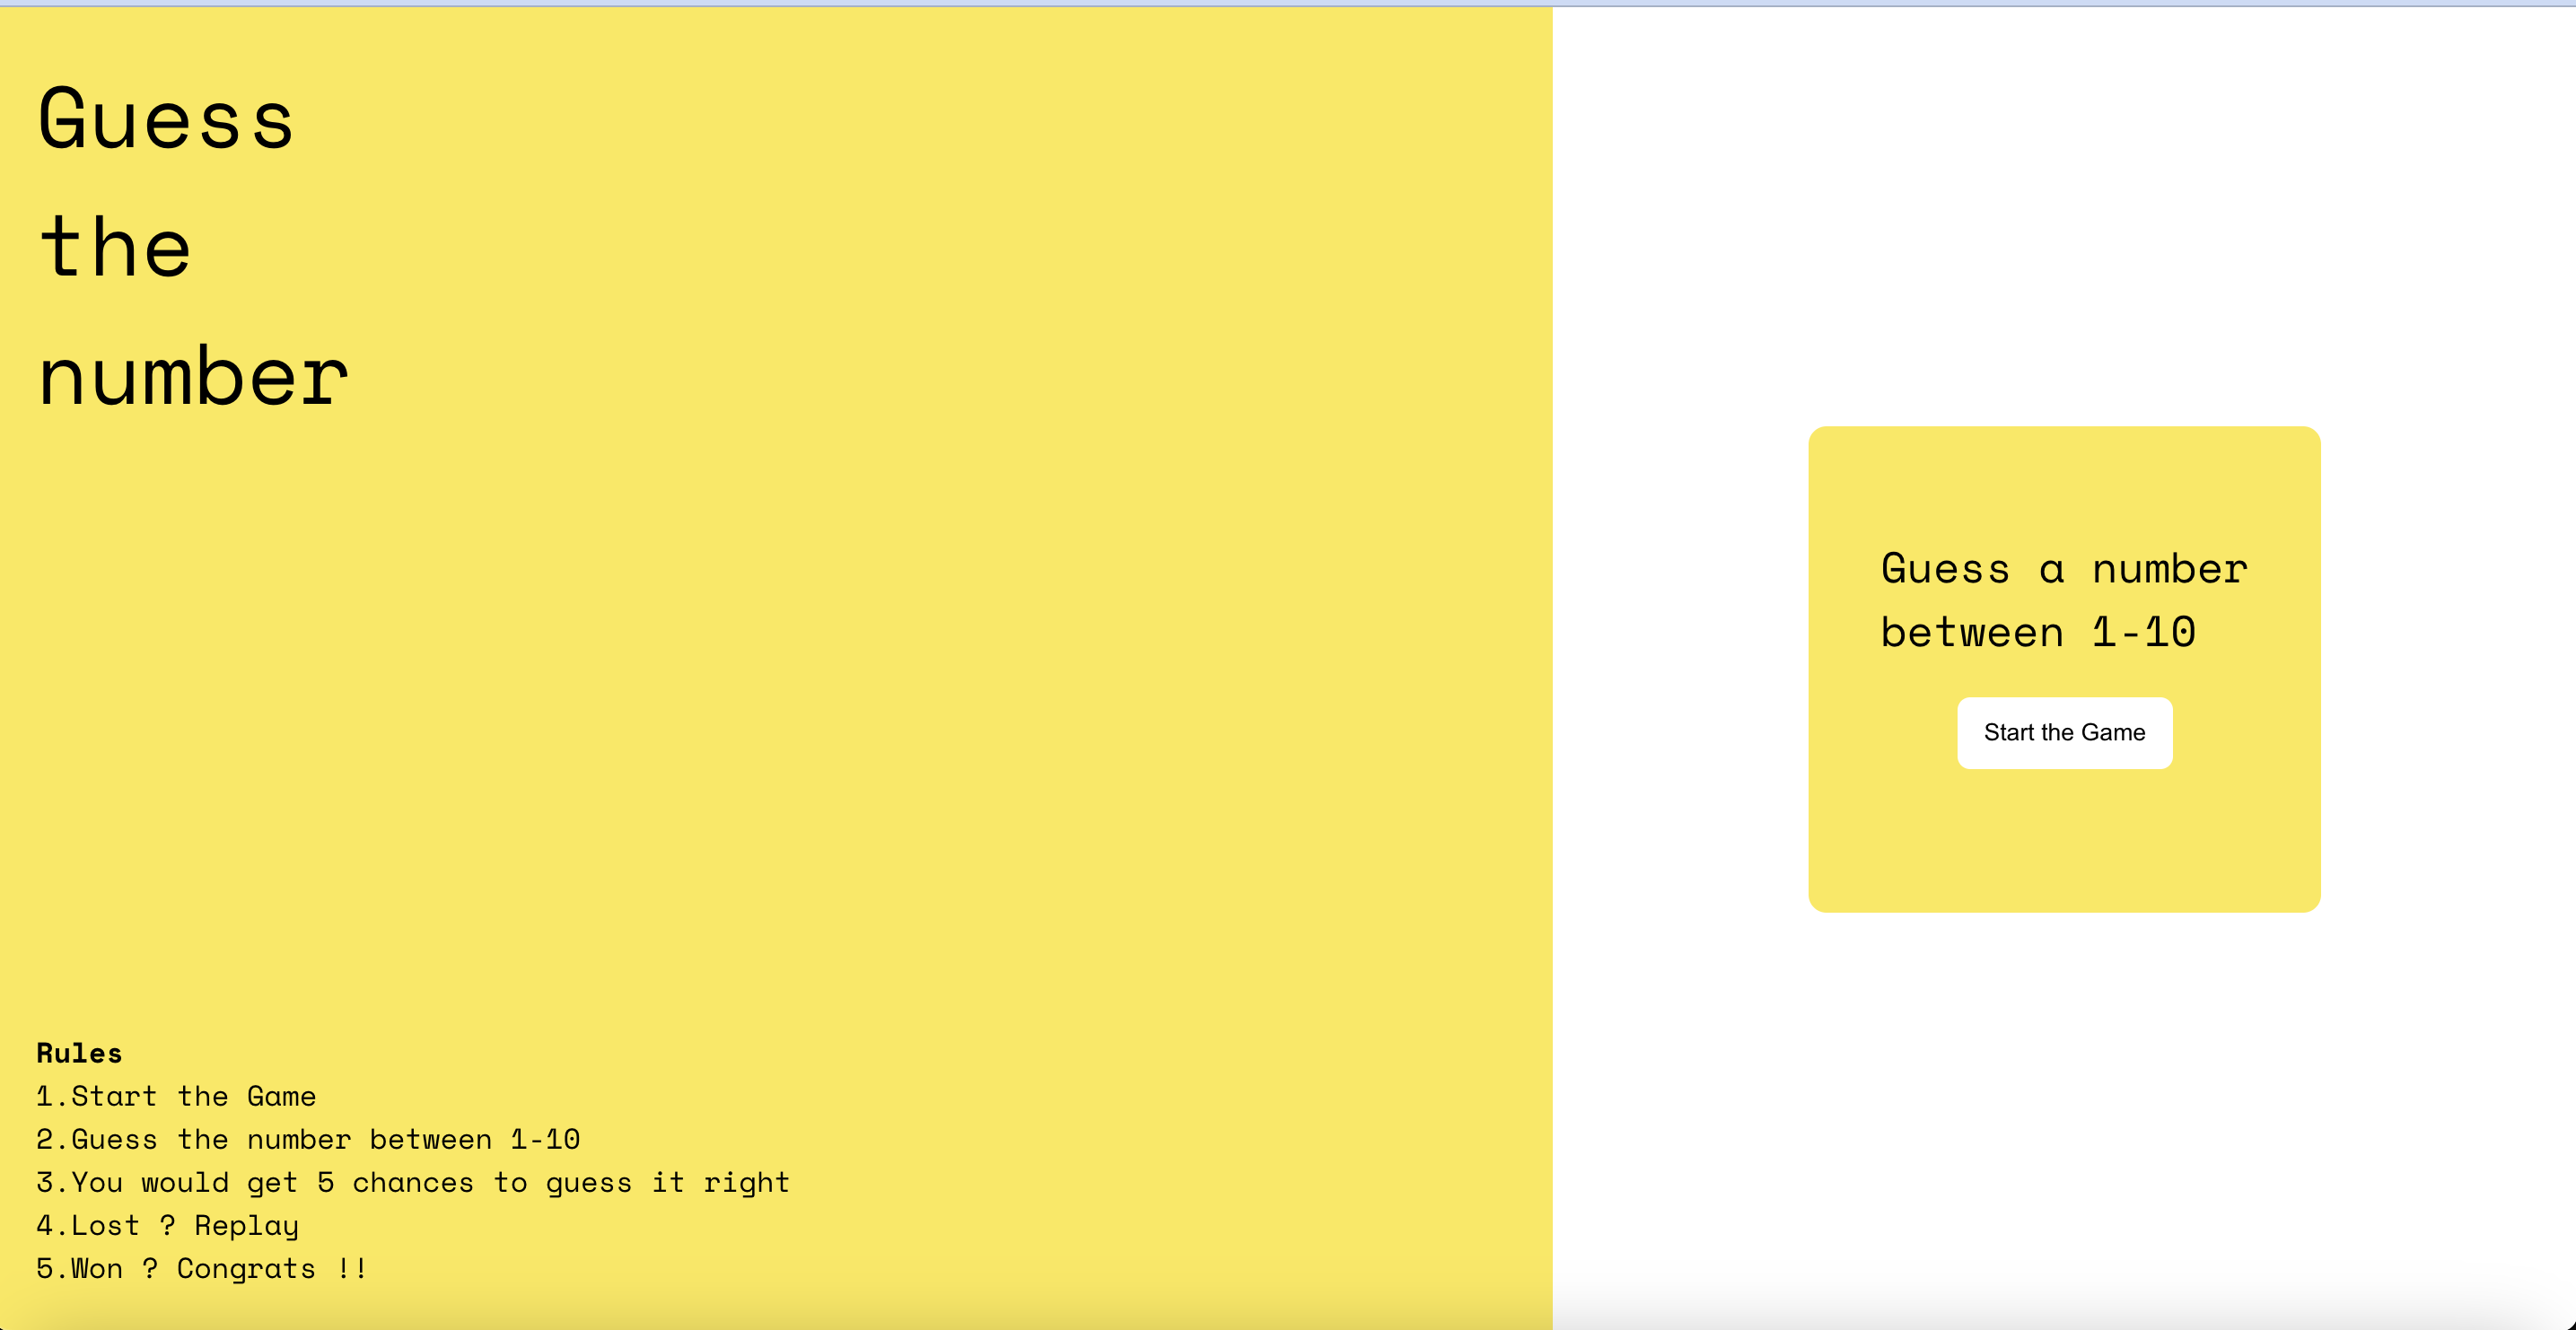 Guess
the
number
Guess a number
between 1-10
Start the Game
Rules
1.Start the Game
2.Guess the number between 1-10
3.You would get 5 chances to guess it right
4.Lost ? Replay
5.Won ? Congrats !!